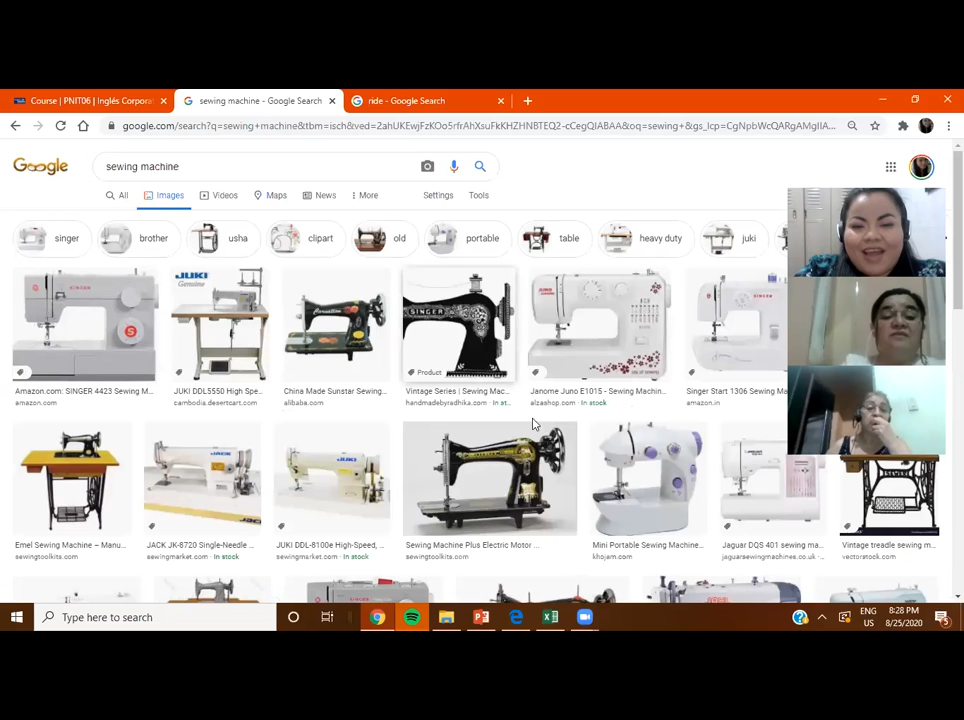 Course | PNIT06 | Inglés Corporat
sewing machine - Google Search
ride - Google Search
google.com/search?q=sewing+machine&tbm=isch&ved=2ahUKEwjFzKOo5rfrAhXsuFkKHZHNBTEQ2-cCegQIABAA&oq=sewing+&gs_lcp=CgNpbWcQARgAMgIIA...
Google
sewing machine
All
Images
Videos
Maps
News
More
Settings
Tools
singer
brother
usha
clipart
old
portable
table
heavy duty
juki
JUKI
Genuine
SINGER
Product
Amazon.com: SINGER 4423 Sewing M...
amazon.com
JUKI DDL5550 High Spe...
cambodia.desertcart.com
China Made Sunstar Sewing...
alibaba.com
Vintage Series | Sewing Mac...
handmadebyradhika.com · In st...
Janome Juno E1015 - Sewing Machin...
alzashop.com · In stock
Singer Start 1306 Sewing Mar
amazon.in
JACK
JUKI
Emel Sewing Machine – Manu...
sewingtoolkits.com
JACK JK-8720 Single-Needle ...
sewingmarket.com · In stock
JUKI DDL-8100e High-Speed, ...
sewingmarket.com · In stock
Sewing Machine Plus Electric Motor ...
sewingtoolkits.com
Mini Portable Sewing Machine...
khojam.com
Jaguar DQS 401 sewing ma...
jaguarsewingmachines.co.uk · ...
Vintage treadle sewing m...
vectorstock.com
Type here to search
ENG
US
8:28 PM
8/25/2020
5